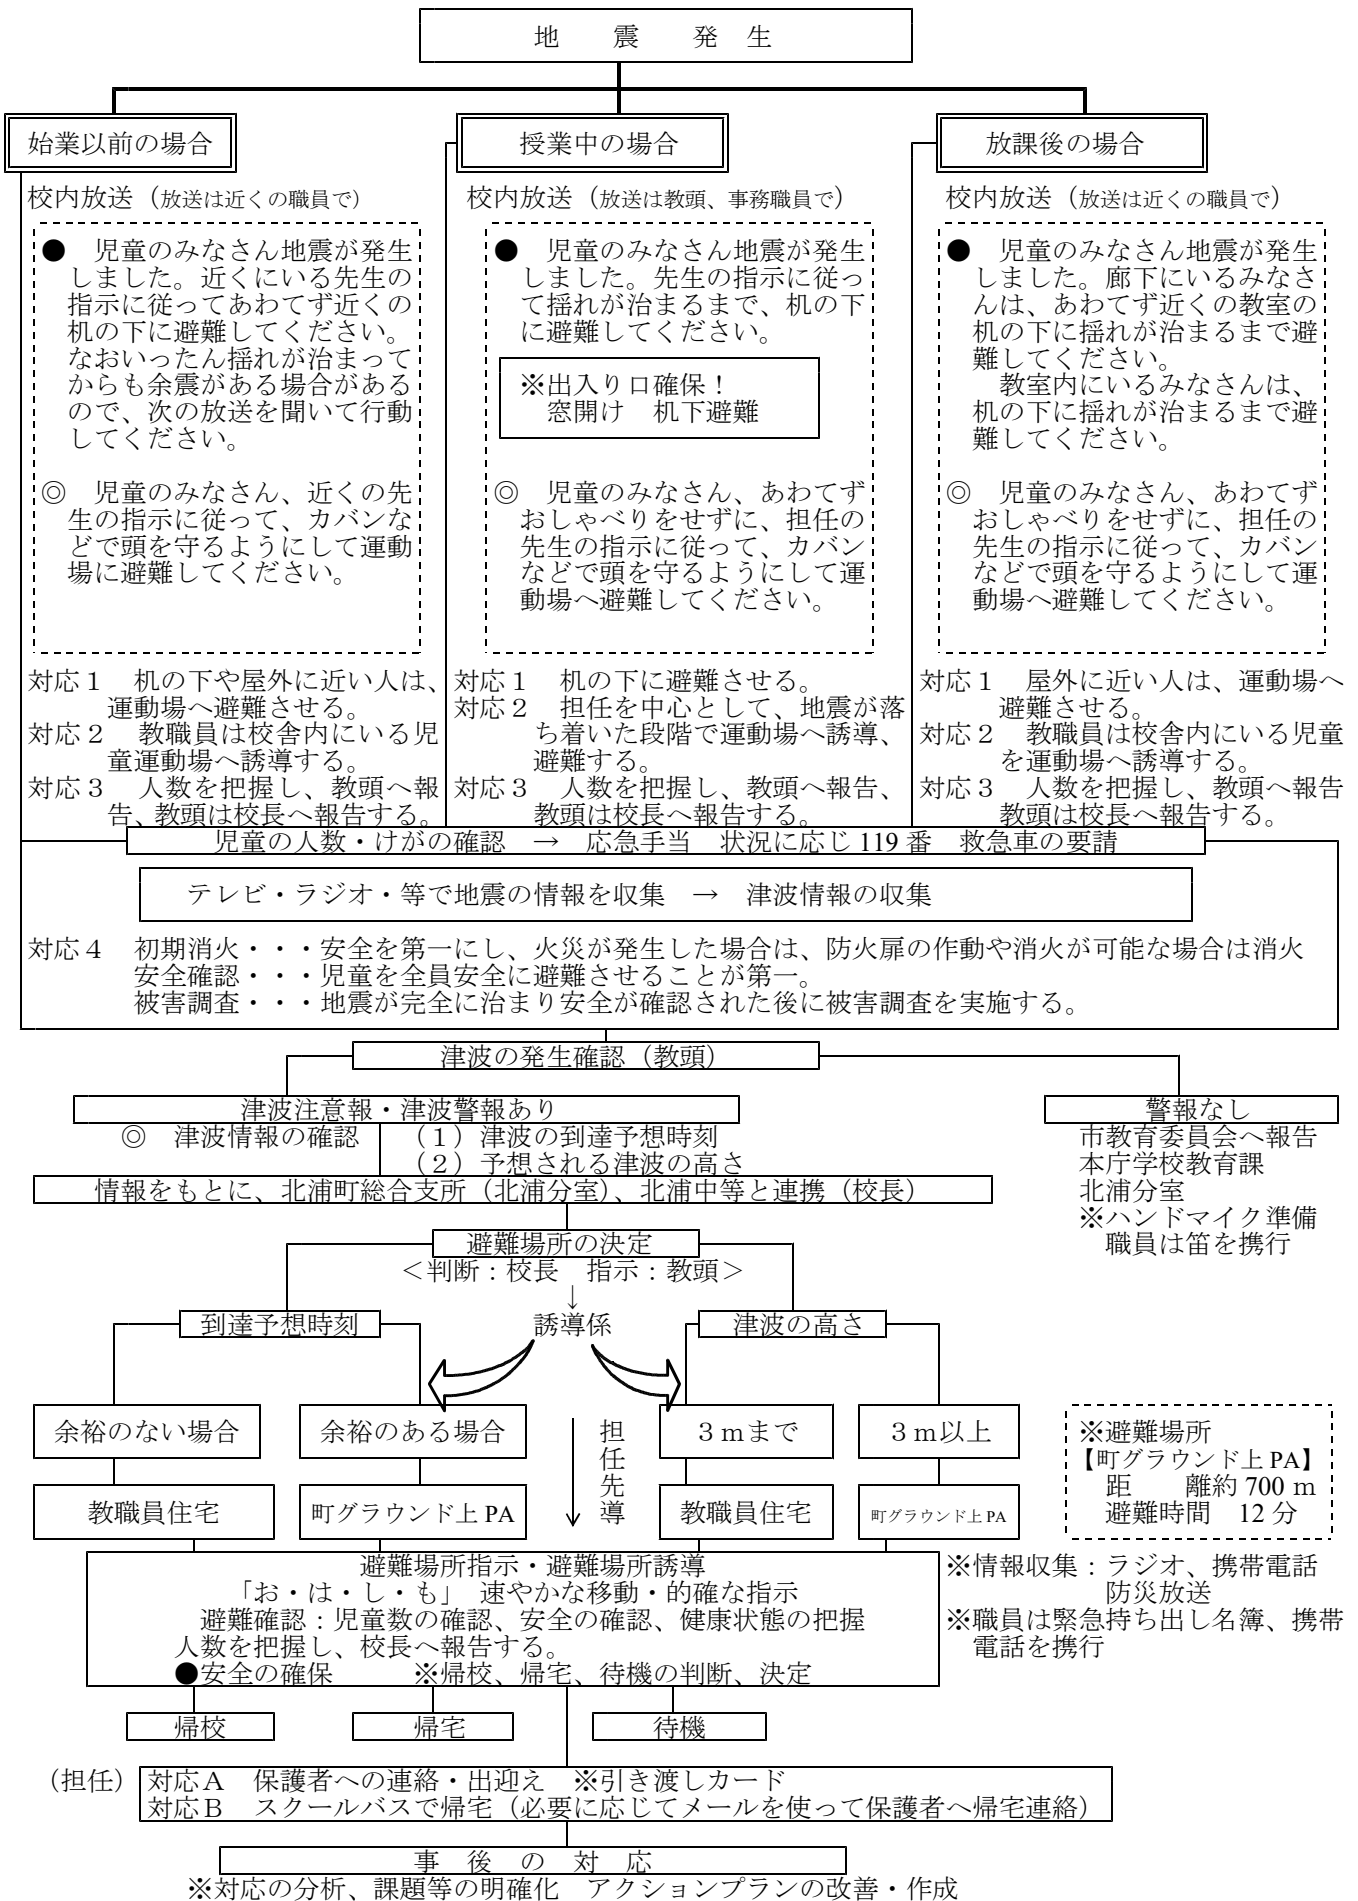 地　震　発　生
始業以前の場合
校内放送（放送は近くの職員で）
●　児童のみなさん地震が発生
しました。近くにいる先生の
指示に従ってあわてず近くの
机の下に避難してください。
なおいったん揺れが治まって
からも余震がある場合がある
ので、次の放送を聞いて行動
してください。
◎　児童のみなさん、近くの先
生の指示に従って、カバンな
どで頭を守るようにして運動
場に避難してください。
対応１　机の下や屋外に近い人は、
運動場へ避難させる。
対応２　教職員は校舎内にいる児
童運動場へ誘導する。
対応３　人数を把握し、教頭へ報
告、教頭は校長へ報告する。
授業中の場合
校内放送（放送は教頭、事務職員で）
●　児童のみなさん地震が発生
しました。先生の指示に従っ
て揺れが治まるまで、机の下
に避難してください。
※出入り口確保！
窓開け　机下避難
◎　児童のみなさん、あわてず
おしゃべりをせずに、担任の
先生の指示に従って、カバン
などで頭を守るようにして運
動場へ避難してください。
対応１　机の下に避難させる。
対応２　担任を中心として、地震が落
ち着いた段階で運動場へ誘導、
避難する。
対応３　人数を把握し、教頭へ報告、
教頭は校長へ報告する。
放課後の場合
校内放送（放送は近くの職員で）
●　児童のみなさん地震が発生
しました。廊下にいるみなさ
んは、あわてず近くの教室の
机の下に揺れが治まるまで避
難してください。
教室内にいるみなさんは、
机の下に揺れが治まるまで避
難してください。
◎　児童のみなさん、あわてず
おしゃべりをせずに、担任の
先生の指示に従って、カバン
などで頭を守るようにして運
動場へ避難してください。
対応１　屋外に近い人は、運動場へ
避難させる。
対応２　教職員は校舎内にいる児童
を運動場へ誘導する。
対応３　人数を把握し、教頭へ報告
教頭は校長へ報告する。
児童の人数・けがの確認　→　応急手当　状況に応じ 119 番　救急車の要請
テレビ・ラジオ・等で地震の情報を収集　→　津波情報の収集
対応４　初期消火・・・安全を第一にし、火災が発生した場合は、防火扉の作動や消火が可能な場合は消火
安全確認・・・児童を全員安全に避難させることが第一。
被害調査・・・地震が完全に治まり安全が確認された後に被害調査を実施する。
津波の発生確認（教頭）
津波注意報・津波警報あり
◎　津波情報の確認　（１）津波の到達予想時刻
（２）予想される津波の高さ
情報をもとに、北浦町総合支所（北浦分室）、北浦中等と連携（校長）
警報なし
市教育委員会へ報告
本庁学校教育課
北浦分室
※ハンドマイク準備
職員は笛を携行
避難場所の決定
＜判断：校長　指示：教頭＞
↓
到達予想時刻
誘導係
津波の高さ
余裕のない場合
余裕のある場合
担任先導
３ｍまで
３ｍ以上
教職員住宅
町グラウンド上 PA
教職員住宅
町グラウンド上 PA
※避難場所
【町グラウンド上 PA】
距　　離約 700 ｍ
避難時間　12 分
避難場所指示・避難場所誘導
「お・は・し・も」　速やかな移動・的確な指示
避難確認：児童数の確認、安全の確認、健康状態の把握
人数を把握し、校長へ報告する。
●安全の確保　　　※帰校、帰宅、待機の判断、決定
※情報収集：ラジオ、携帯電話
防災放送
※職員は緊急持ち出し名簿、携帯
電話を携行
帰校
帰宅
待機
（担任）
対応Ａ　保護者への連絡・出迎え　※引き渡しカード
対応Ｂ　スクールバスで帰宅（必要に応じてメールを使って保護者へ帰宅連絡）
事　後　の　対　応
※対応の分析、課題等の明確化　アクションプランの改善・作成